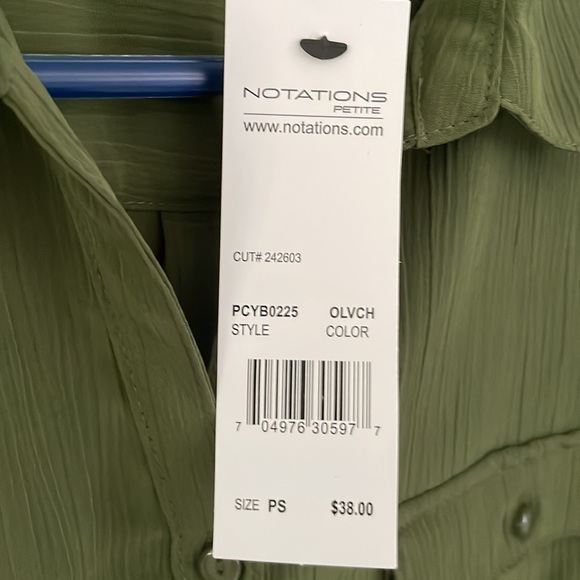 NOTATIONS
PETITE
www.notations.com
CUT# 242603
PCYB0225 OLVCH
STYLE COLOR
7 04976 30597 7
SIZE PS $38.00